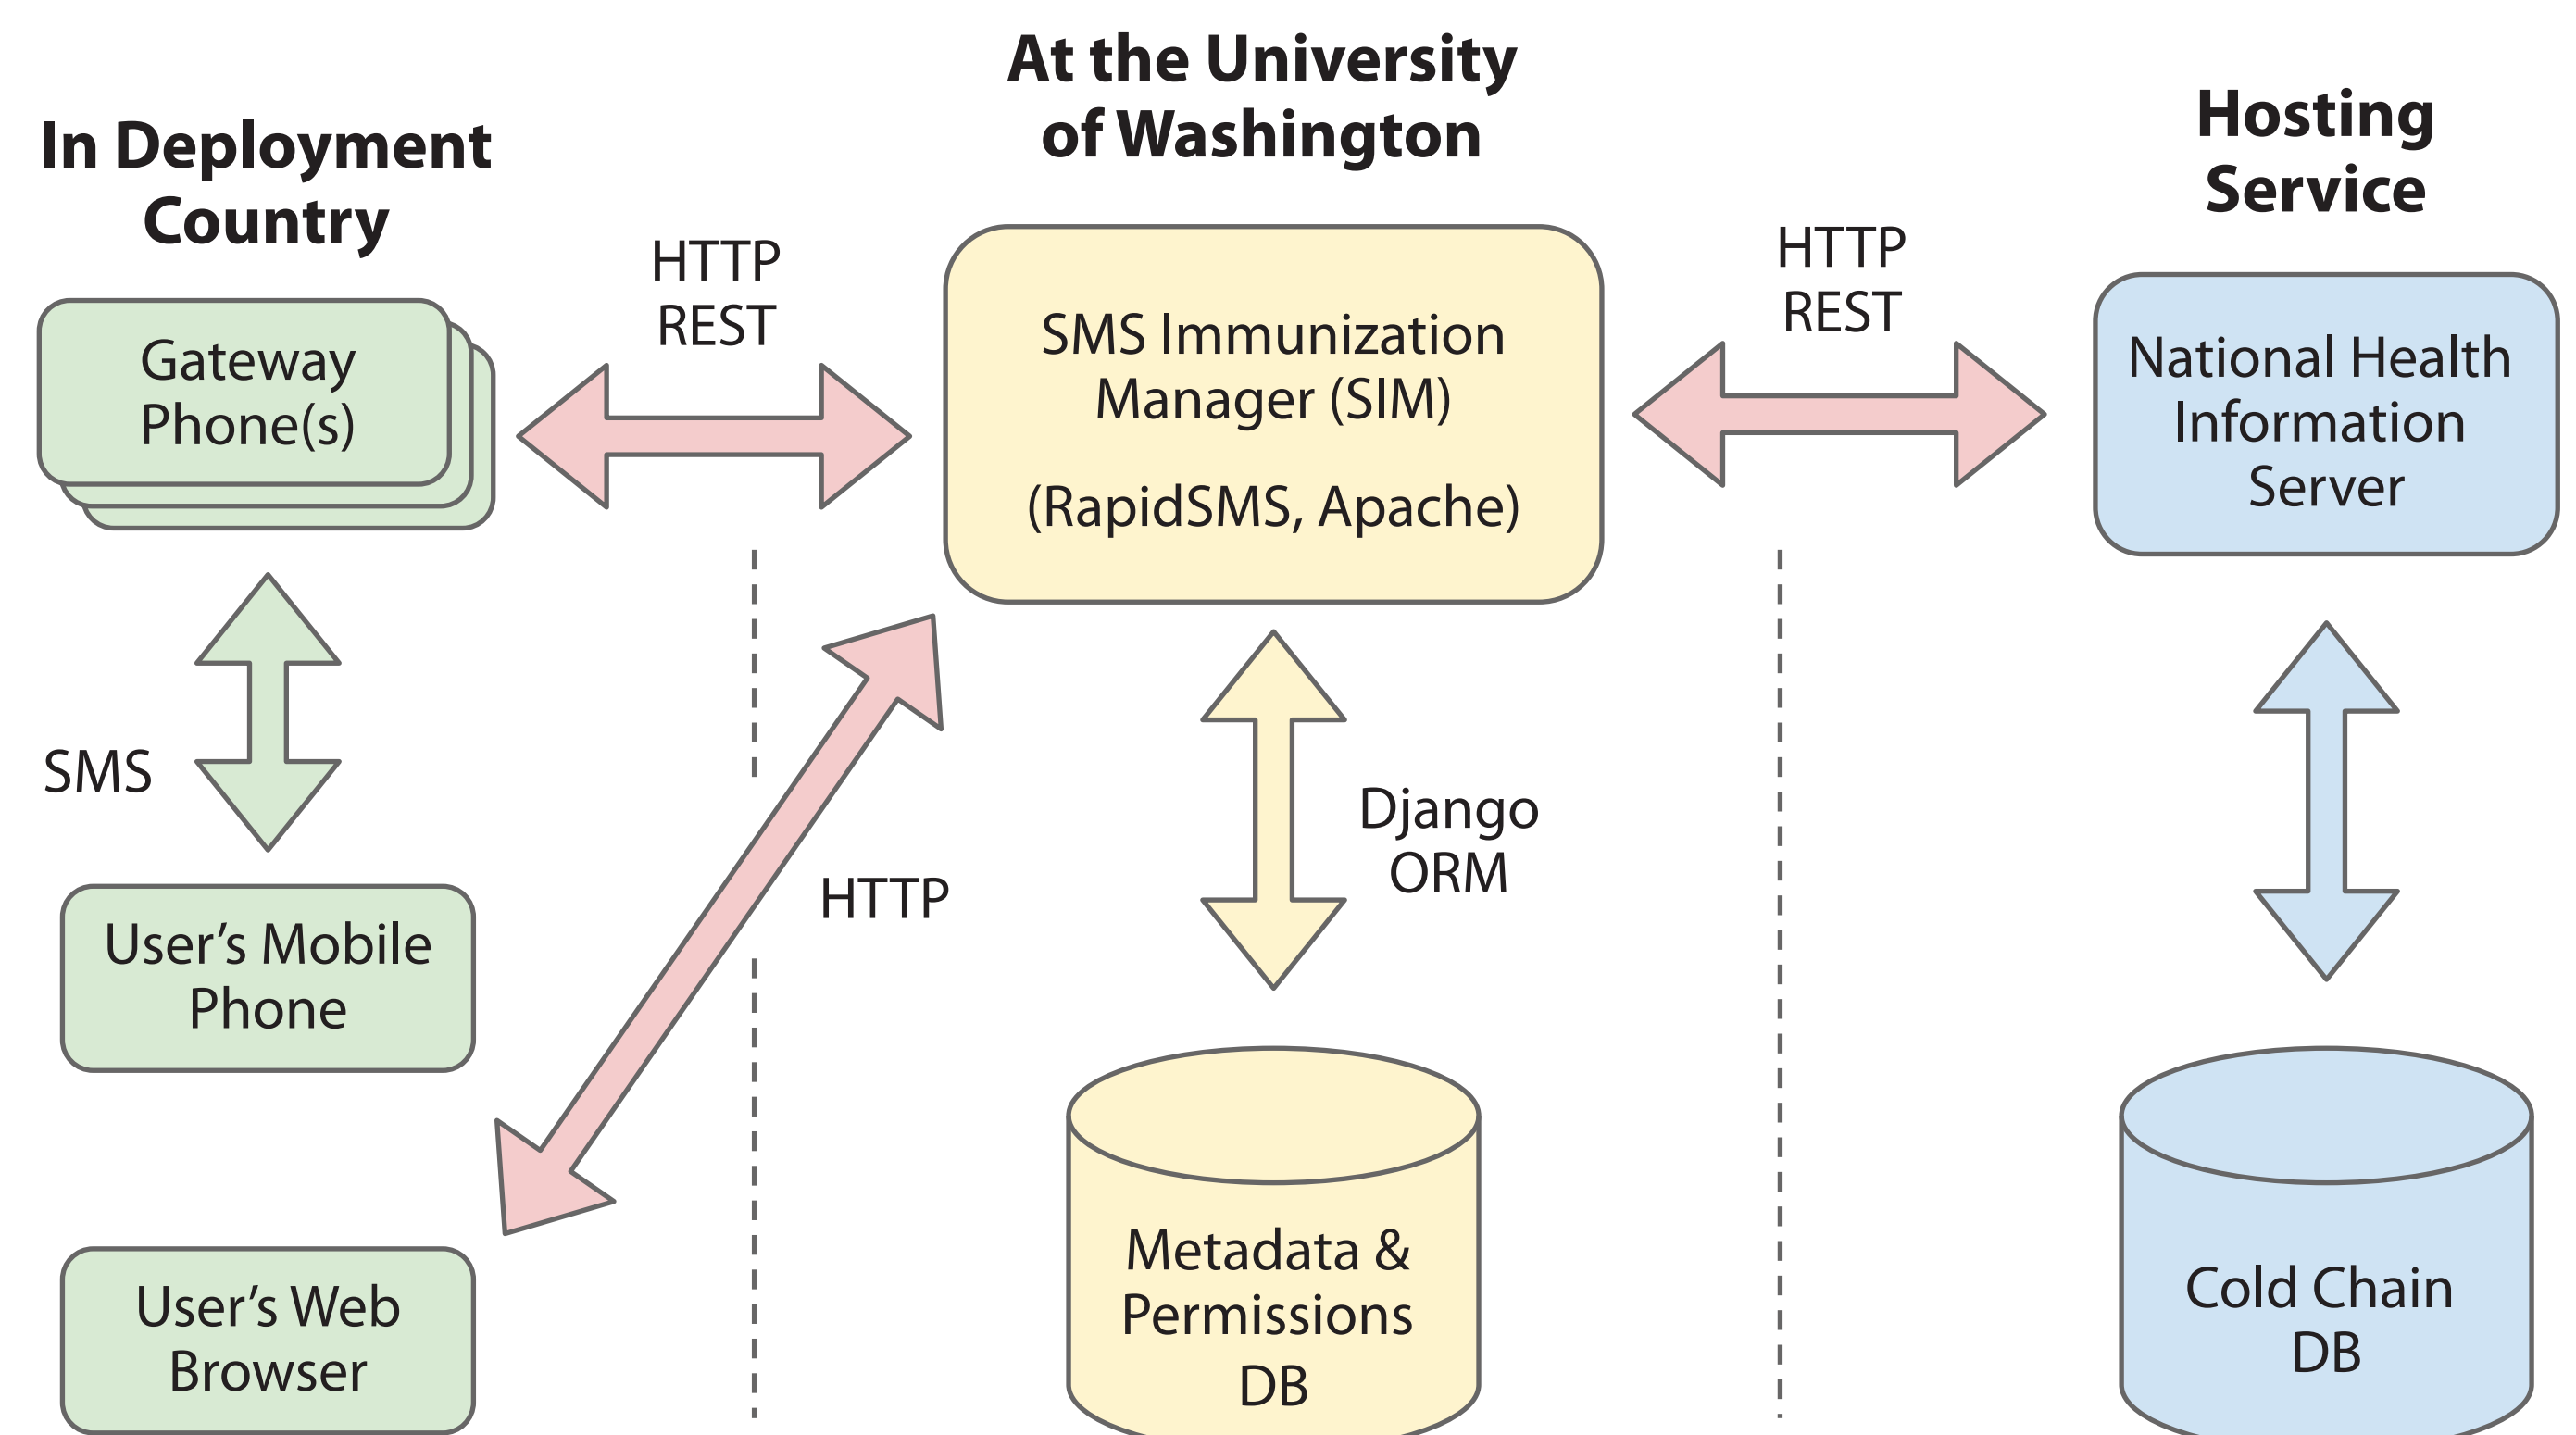 In Deployment
Country
Gateway
Phone(s)
SMS
User's Mobile
Phone
User's Web
Browser
HTTP
REST
HTTP
At the University
of Washington
SMS Immunization
Manager (SIM)
(RapidSMS, Apache)
Django
ORM
Metadata &
Permissions
DB
HTTP
REST
Hosting
Service
National Health
Information
Server
Cold Chain
DB